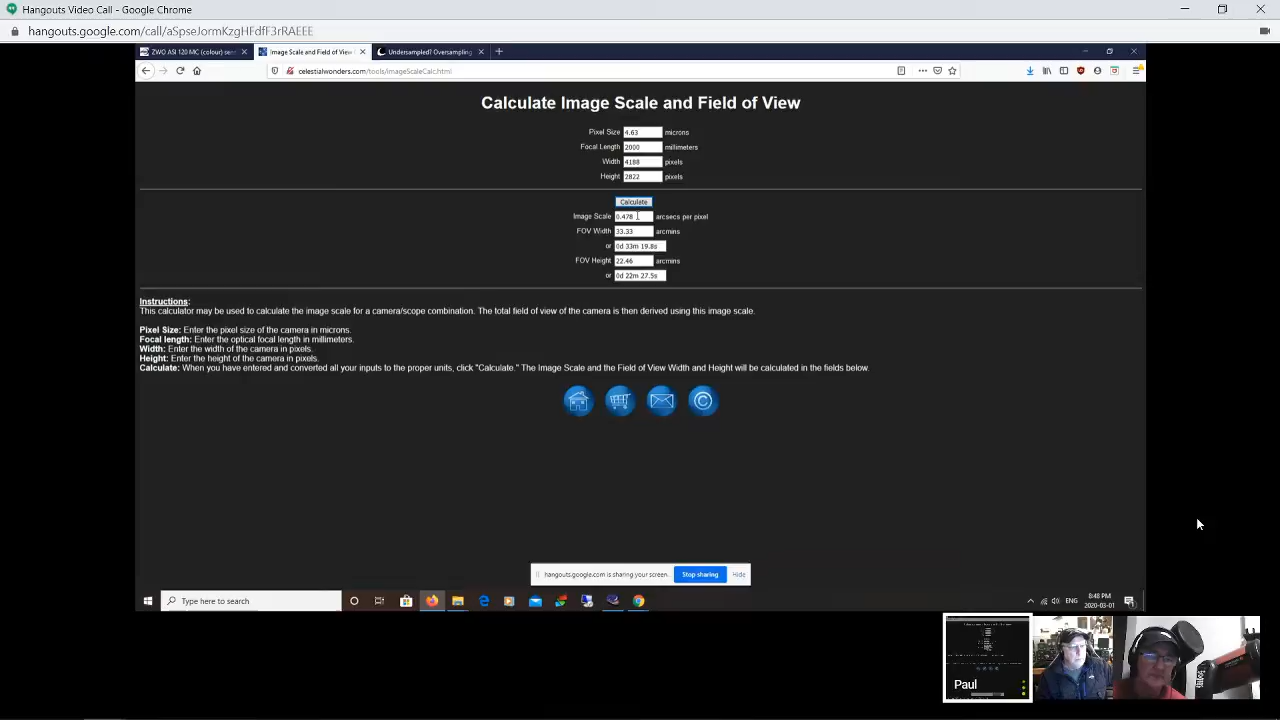 Hangouts Video Call - Google Chrome
hangouts.google.com/call/aSpseJormKzgHFdfF3rRAEEE
ZWO ASI 120 MC (colour) se
Image Scale and Field of View
Undersampled? Oversampling
celestialwonders.com/tools/imageScaleCalc.html
Calculate Image Scale and Field of View
Pixel Size 4.63 microns
Focal Length 2000 millimeters
Width 4188 pixels
Height 2822 pixels
Calculate
Image Scale 0.478 arcsecs per pixel
FOV Width 33.33 arcmins
or 0d 33m 19.8s
FOV Height 22.46 arcmins
or 0d 22m 27.5s
Instructions:
This calculator may be used to calculate the image scale for a camera/scope combination. The total field of view of the camera is then derived using this image scale.
Pixel Size: Enter the pixel size of the camera in microns.
Focal length: Enter the optical focal length in millimeters.
Width: Enter the width of the camera in pixels.
Height: Enter the height of the camera in pixels.
Calculate: When you have entered and converted all your inputs to the proper units, click "Calculate." The Image Scale and the Field of View Width and Height will be calculated in the fields below.
hangouts.google.com is sharing your screen.
Stop sharing
Hide
Type here to search
ENG
8:48 PM
2020-03-01
Paul